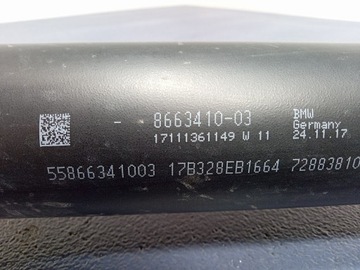 - 8663410-03
17111361149 W 11
BMW
Germany
24.11.17
55866341003 17B328EB1664 72883810